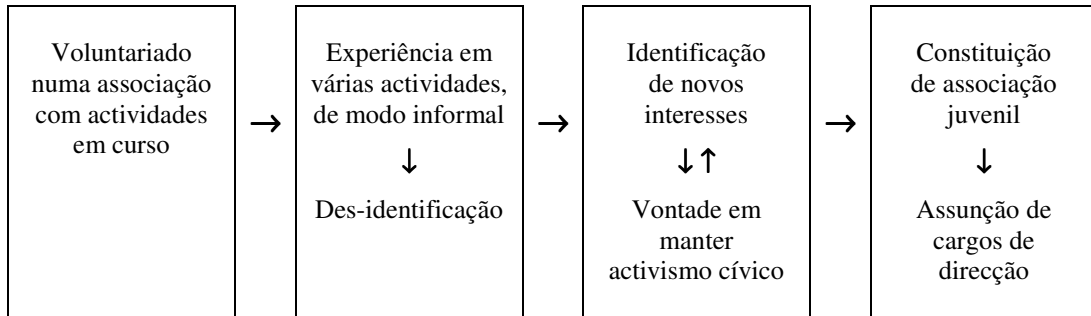 Voluntariado
numa associação
com actividades
em curso
→
Experiência em
várias actividades,
de modo informal
↓
Des-identificação
→
Identificação
de novos
interesses
↓↑
Vontade em
manter
activismo cívico
→
Constituição
de associação
juvenil
↓
Assunção de
cargos de
direcção